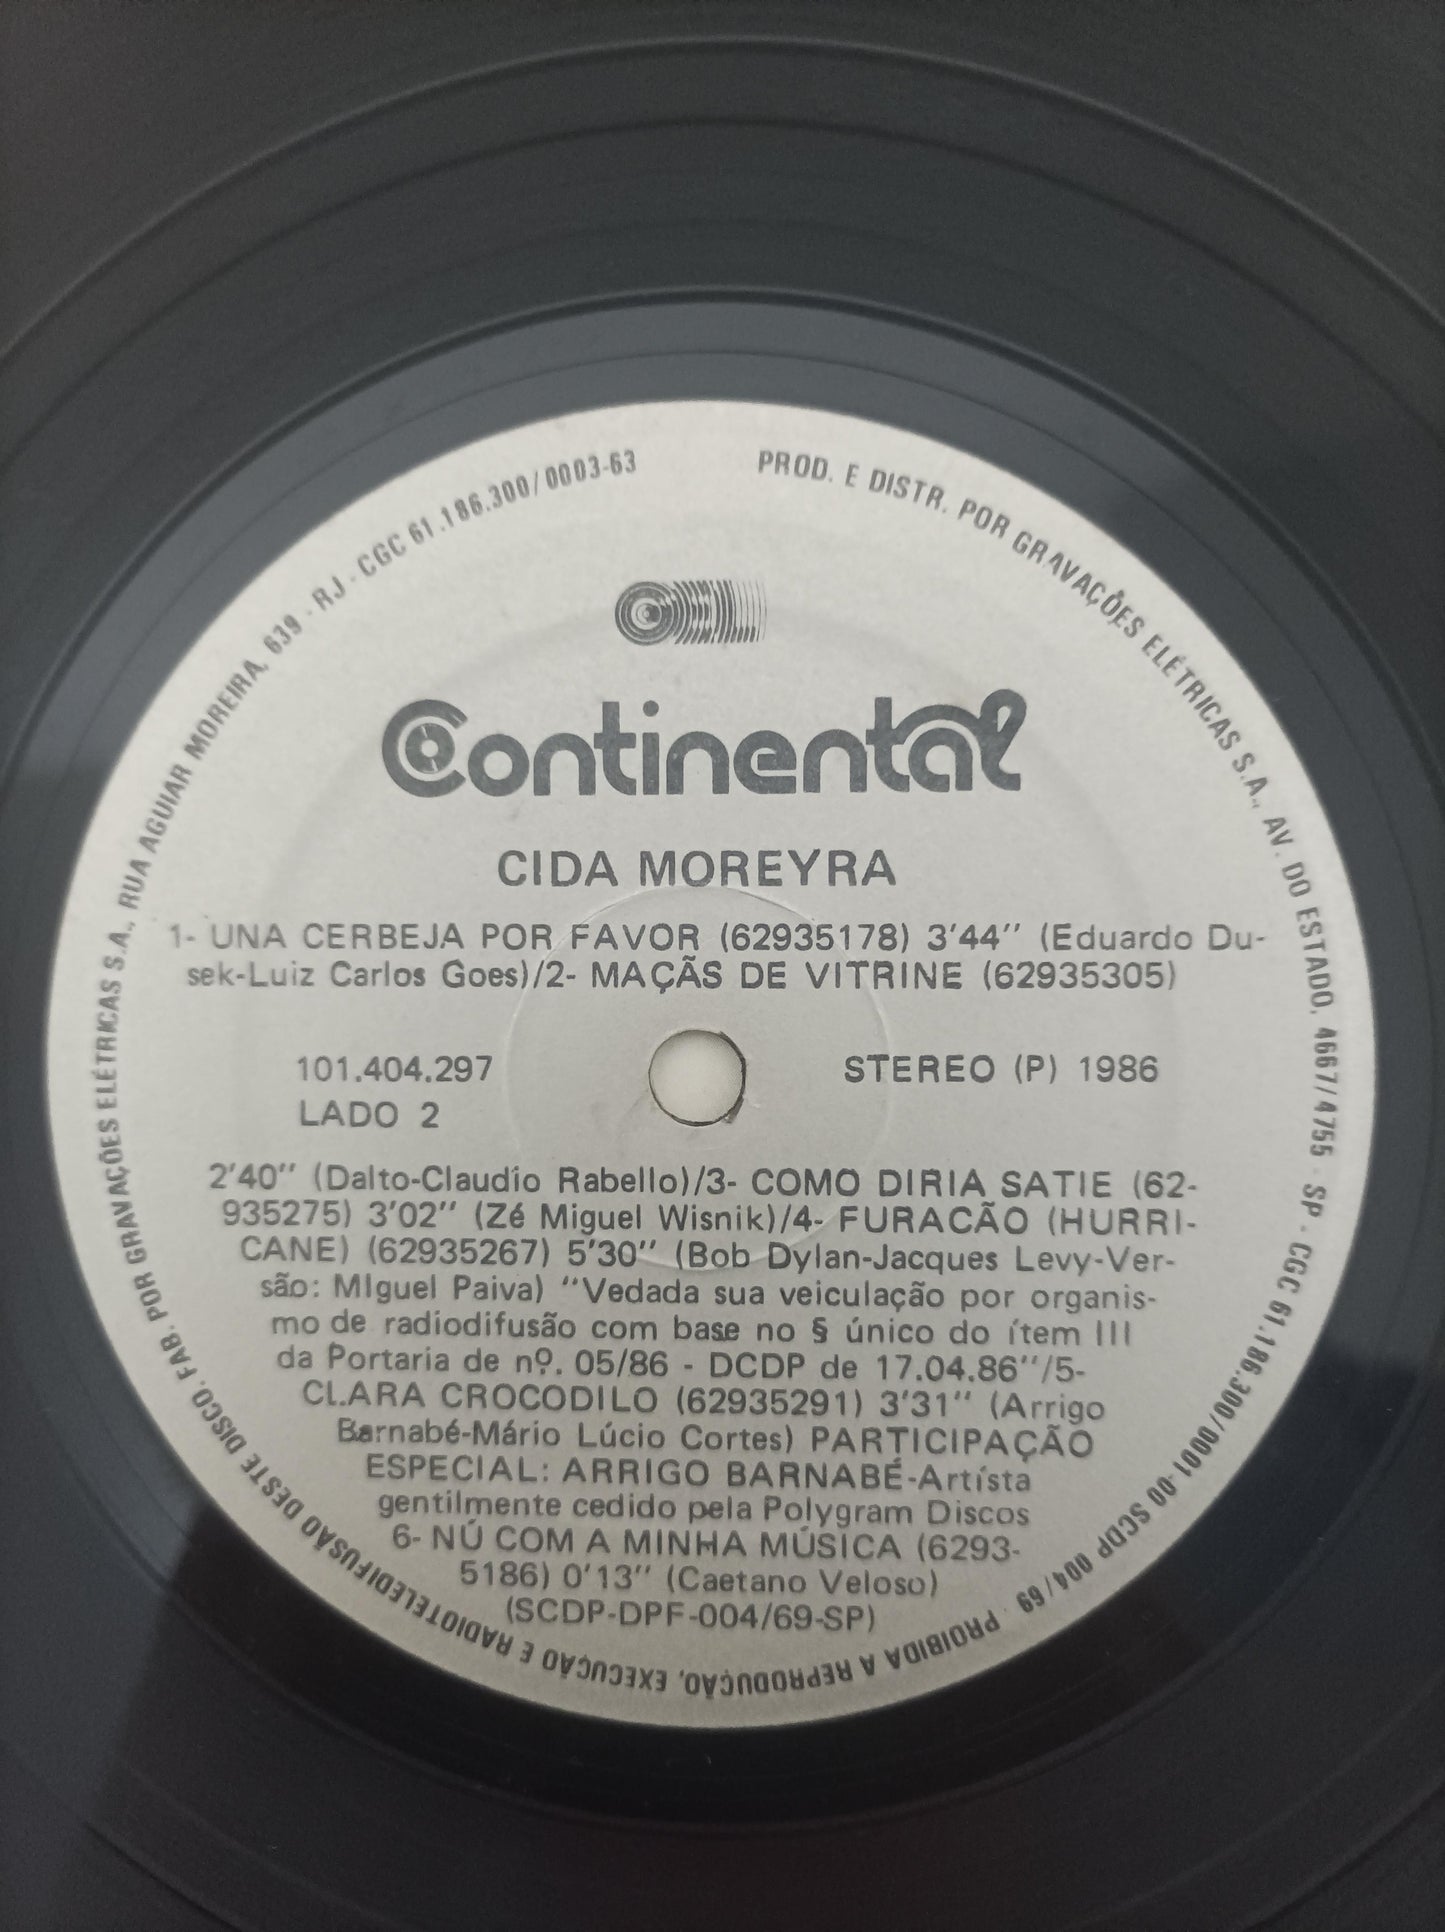 Continental
CIDA MOREYRA
1- UNA CERBEJA POR FAVOR (62935178) 3'44'' (Eduardo Du-
sek-Luiz Carlos Goes)/2- MAÇÃS DE VITRINE (62935305)
101.404.297
LADO 2
STEREO (P) 1986
2'40'' (Dalto-Claudio Rabello)/3- COMO DIRIA SATIE (62-
935275) 3'02'' (Zé Miguel Wisnik)/4- FURACÃO (HURRI-
CANE) (62935267) 5'30'' (Bob Dylan-Jacques Levy-Ver-
são: MIguel Paiva) ''Vedada sua veiculação por organis-
mo de radiodifusão com base no § único do ítem III
da Portaria de nº. 05/86 - DCDP de 17.04.86''/5-
CLARA CROCODILO (62935291) 3'31'' (Arrigo
Barnabé-Mário Lúcio Cortes) PARTICIPAÇÃO
ESPECIAL: ARRIGO BARNABÉ-Artísta
gentilmente cedido pela Polygram Discos
6- NÚ COM A MINHA MÚSICA (6293-
5186) 0'13'' (Caetano Veloso)
(SCDP-DPF-004/69-SP)
PROD. E DISTR. POR GRAVAÇÕES ELÉTRICAS S.A., AV. DO ESTADO, 4667/4755 - SP - CGC 61.186.300/0001-00 SCDP 004/69 - PROIBIDA A REPRODUÇÃO, EXECUÇÃO E RADIOTELEDIFUSÃO DESTE DISCO. FAB. POR GRAVAÇÕES ELÉTRICAS S.A., RUA AGUIAR MOREIRA, 639 - RJ - CGC 61.186.300/0003-63